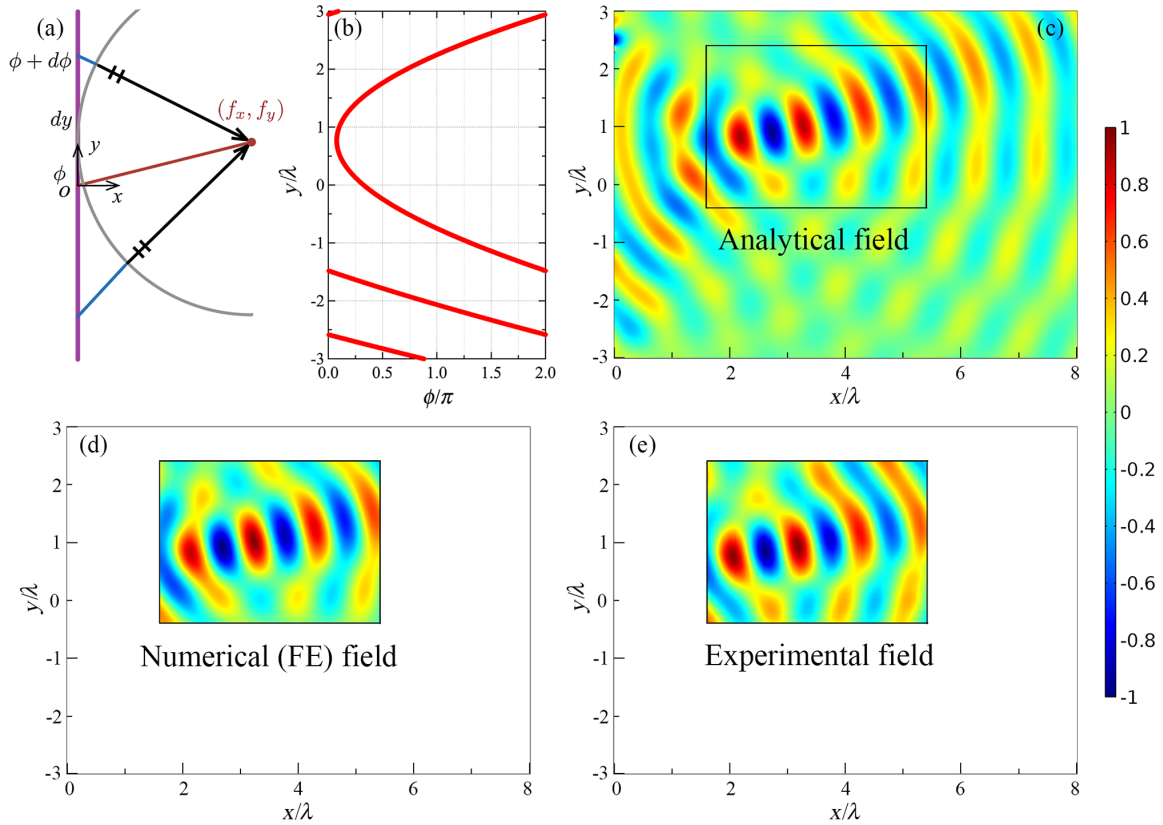 (a)
ϕ + dϕ
dy
y
ϕ
o
x
(f_x, f_y)
(b)
3
2
1
0
-1
-2
-3
y/λ
0.0 0.5 1.0 1.5 2.0
ϕ/π
(c)
3
2
1
0
-1
-2
-3
y/λ
Analytical field
0 2 4 6 8
x/λ
1
0.8
0.6
0.4
0.2
0
-0.2
-0.4
-0.6
-0.8
-1
(d)
3
2
1
0
-1
-2
-3
y/λ
Numerical (FE) field
0 2 4 6 8
x/λ
(e)
3
2
1
0
-1
-2
-3
y/λ
Experimental field
0 2 4 6 8
x/λ